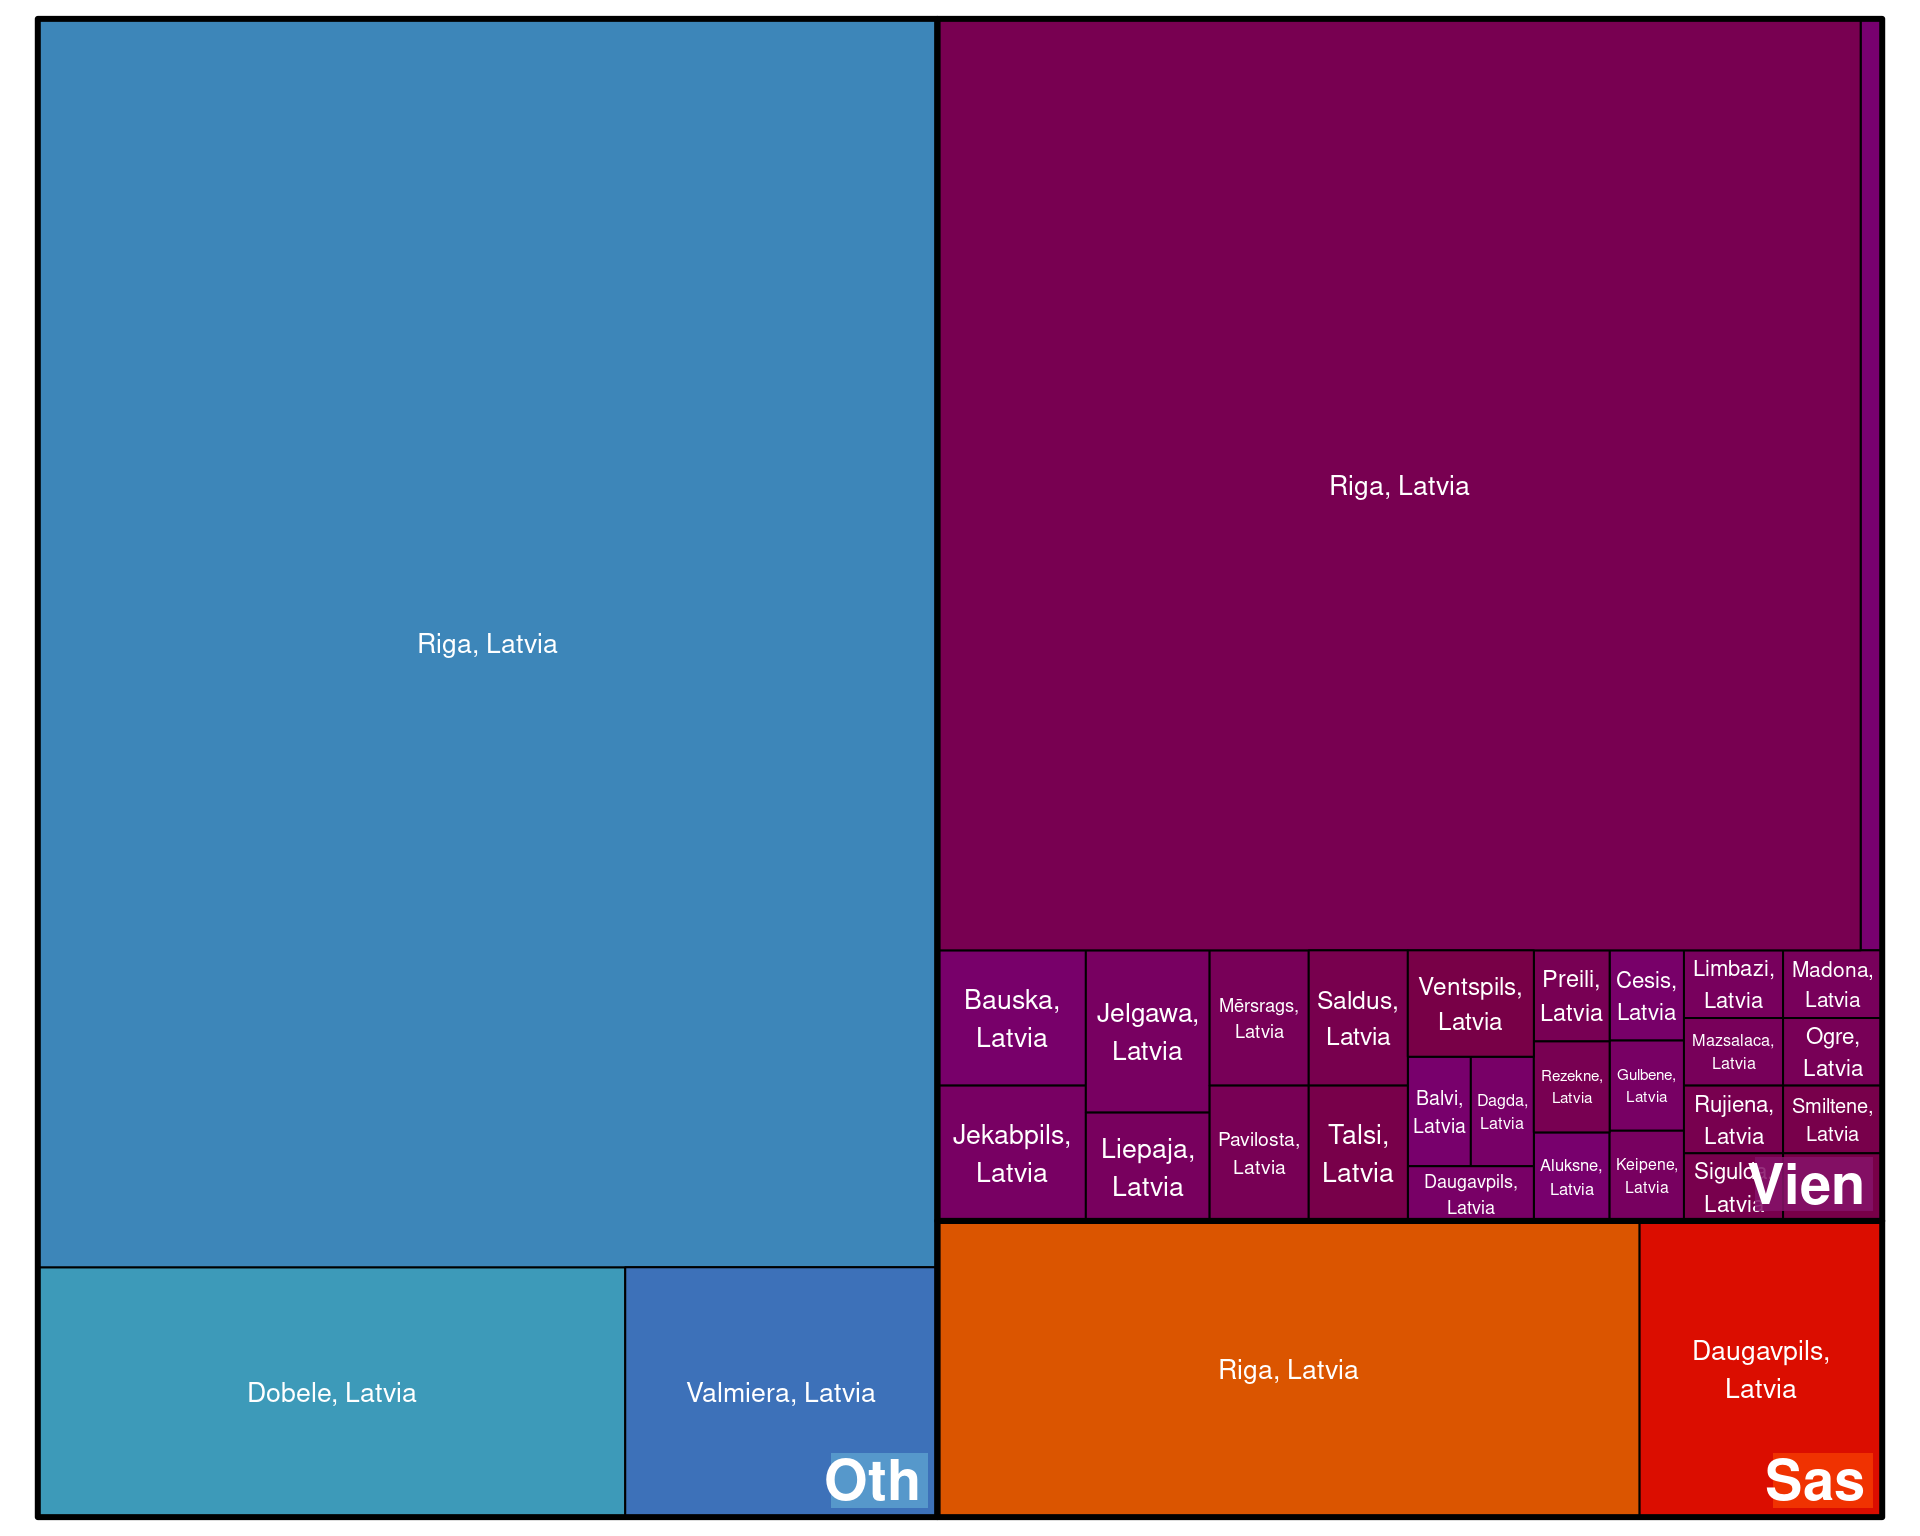 Riga, Latvia
Dobele, Latvia
Valmiera, Latvia
Oth
Riga, Latvia
Bauska,
Latvia
Jekabpils,
Latvia
Jelgawa,
Latvia
Liepaja,
Latvia
Mērsrags,
Latvia
Pavilosta,
Latvia
Saldus,
Latvia
Talsi,
Latvia
Ventspils,
Latvia
Balvi,
Latvia
Dagda,
Latvia
Daugavpils,
Latvia
Preili,
Latvia
Rezekne,
Latvia
Aluksne,
Latvia
Cesis,
Latvia
Gulbene,
Latvia
Keipene,
Latvia
Limbazi,
Latvia
Mazsalaca,
Latvia
Rujiena,
Latvia
Latvia
Madona,
Latvia
Ogre,
Latvia
Smiltene,
Latvia
Vien
Riga, Latvia
Daugavpils,
Latvia
Sas